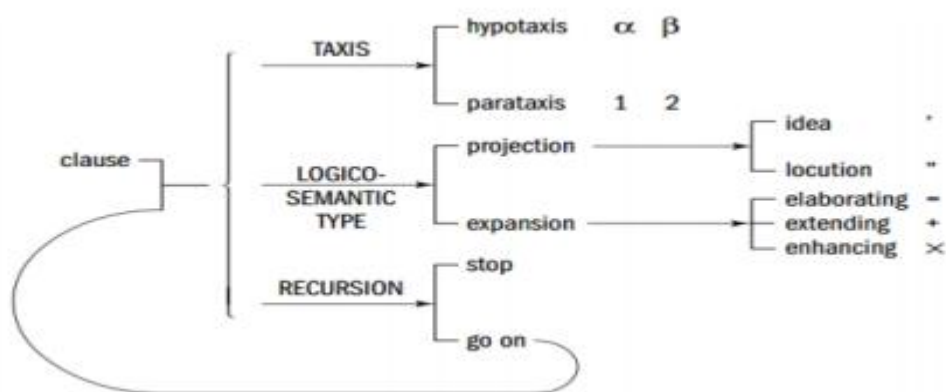 hypotaxis α β
TAXIS
parataxis 1 2
idea '
clause
projection
LOGICO-
SEMANTIC
TYPE
locution "
elaborating =
expansion
extending +
enhancing ×
stop
RECURSION
go on